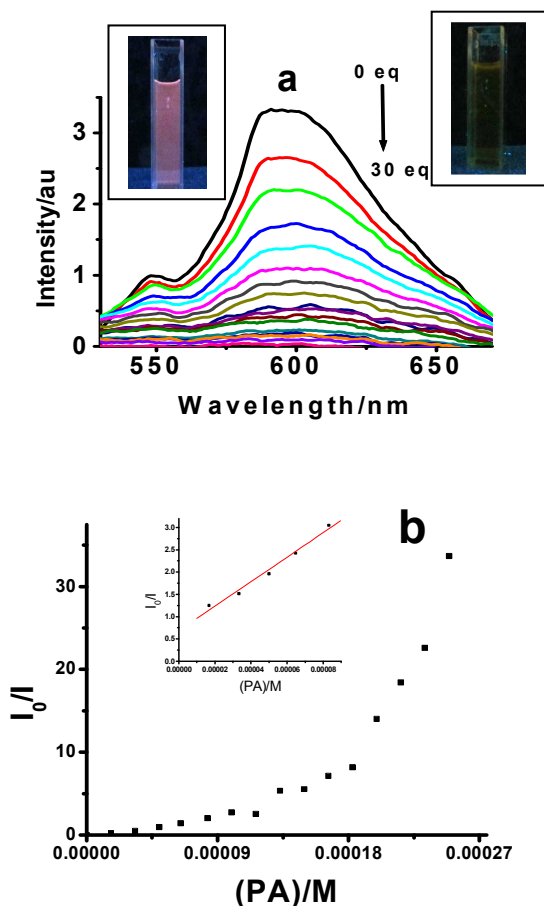 a
0 eq
30 eq
Intensity/au
3
2
1
0
550 600 650
Wavelength/nm
b
I0/I
3.0
2.5
2.0
1.5
1.0
0.5
0.0
0.00000 0.00002 0.00004 0.00006 0.00008
(PA)/M
I0/I
30
20
10
0
0.00000 0.00009 0.00018 0.00027
(PA)/M